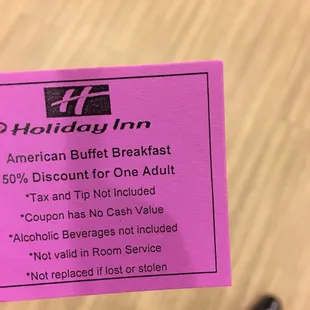 H
Holiday Inn
American Buffet Breakfast
50% Discount for One Adult
*Tax and Tip Not Included
*Coupon has No Cash Value
*Alcoholic Beverages not included
*Not valid in Room Service
*Not replaced if lost or stolen